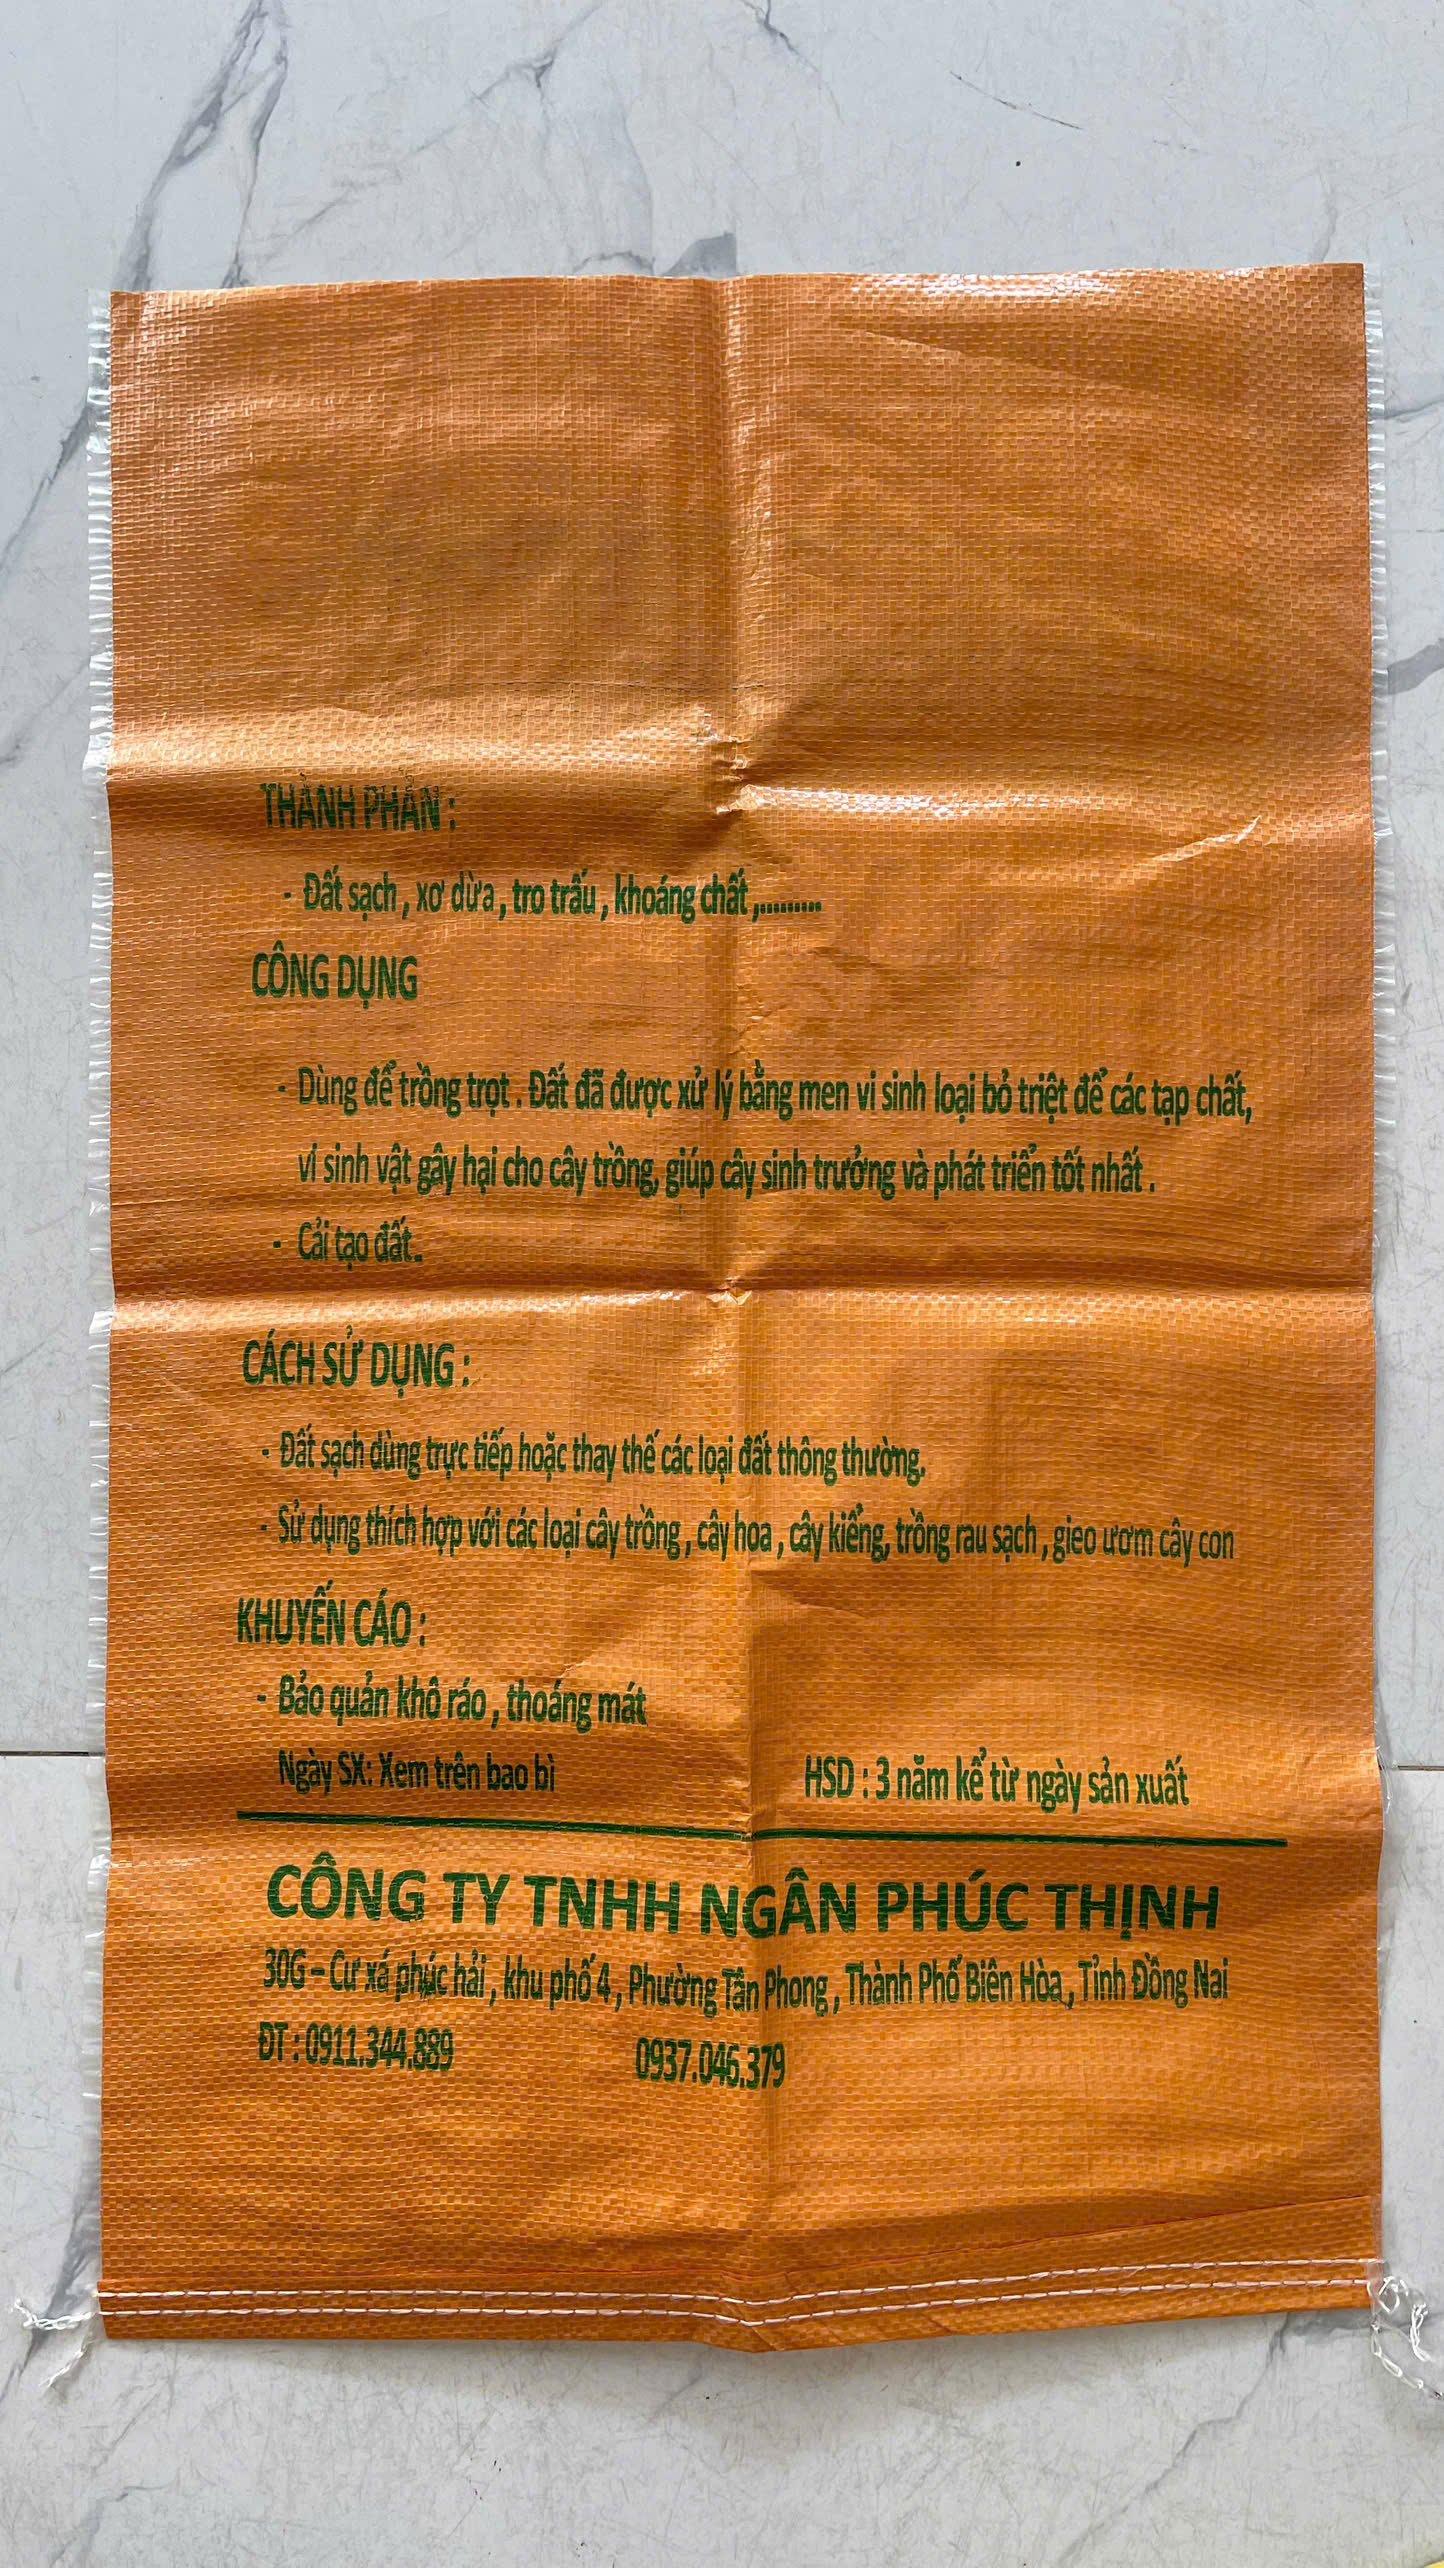 THÀNH PHẦN :
- Đất sạch , xơ dừa , tro trấu , khoáng chất ,..........
CÔNG DỤNG
- Dùng để trồng trọt . Đất đã được xử lý bằng men vi sinh loại bỏ triệt để các tạp chất,
vi sinh vật gây hại cho cây trồng, giúp cây sinh trưởng và phát triển tốt nhất .
- Cải tạo đất.
CÁCH SỬ DỤNG :
- Đất sạch dùng trực tiếp hoặc thay thế các loại đất thông thường.
- Sử dụng thích hợp với các loại cây trồng , cây hoa , cây kiểng, trồng rau sạch , gieo ươm cây con
KHUYẾN CÁO :
- Bảo quản khô ráo , thoáng mát
Ngày SX: Xem trên bao bì HSD : 3 năm kể từ ngày sản xuất
CÔNG TY TNHH NGÂN PHÚC THỊNH
30G – Cư xá phúc hải , khu phố 4 , Phường Tân Phong , Thành Phố Biên Hòa , Tỉnh Đồng Nai
ĐT : 0911.344.889 0937.046.379